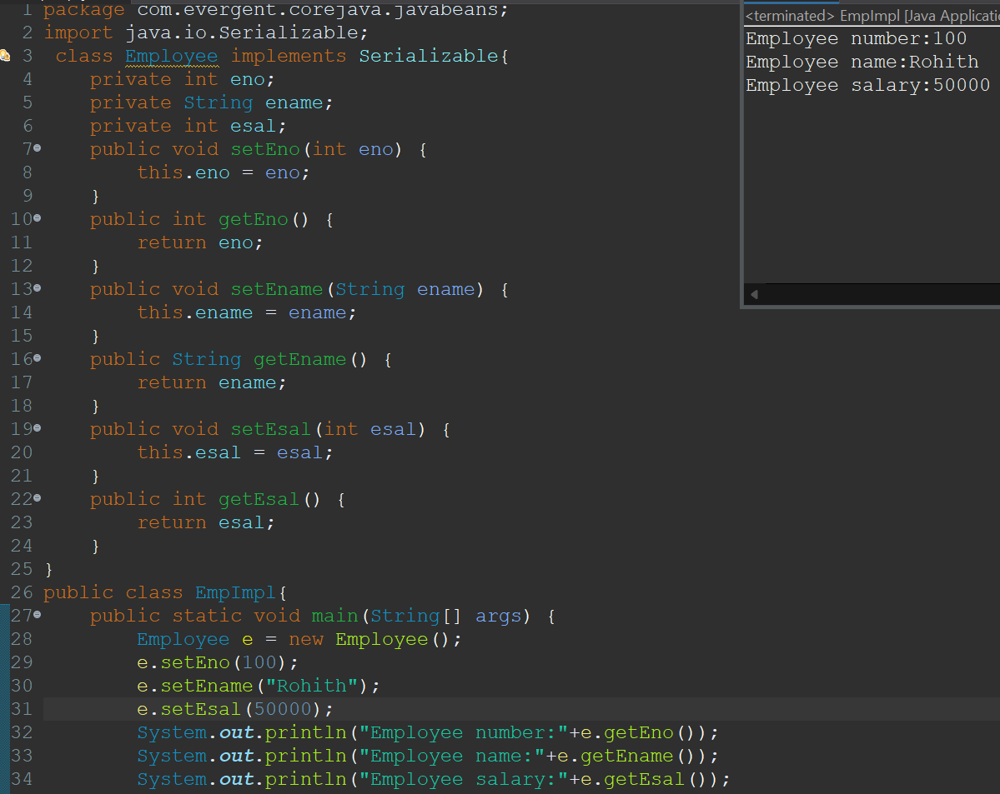 1 package com.evergent.corejava.javabeans;
2 import java.io.Serializable;
3 class Employee implements Serializable{
4 private int eno;
5 private String ename;
6 private int esal;
7 public void setEno(int eno) {
8 this.eno = eno;
9 }
10 public int getEno() {
11 return eno;
12 }
13 public void setEname(String ename) {
14 this.ename = ename;
15 }
16 public String getEname() {
17 return ename;
18 }
19 public void setEsal(int esal) {
20 this.esal = esal;
21 }
22 public int getEsal() {
23 return esal;
24 }
25 }
26 public class EmpImpl{
27 public static void main(String[] args) {
28 Employee e = new Employee();
29 e.setEno(100);
30 e.setEname("Rohith");
31 e.setEsal(50000);
32 System.out.println("Employee number:"+e.getEno());
33 System.out.println("Employee name:"+e.getEname());
34 System.out.println("Employee salary:"+e.getEsal());
<terminated> EmpImpl [Java Applicatio
Employee number:100
Employee name:Rohith
Employee salary:50000